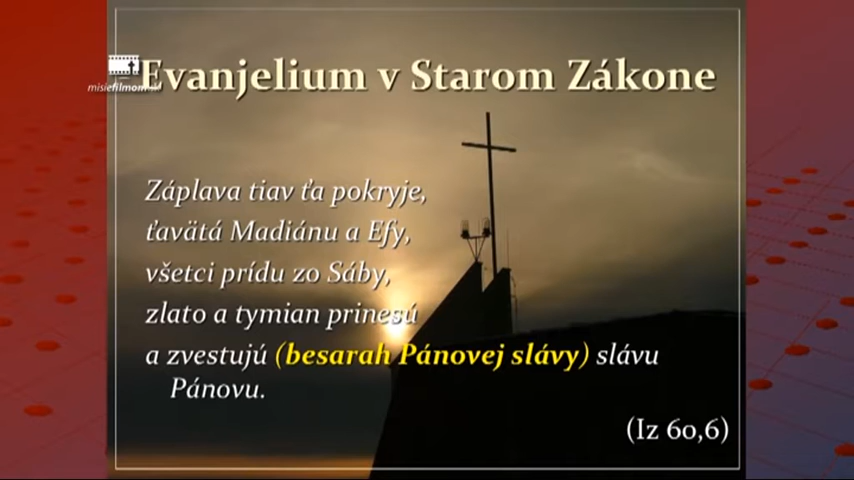 Evanjelium v Starom Zákone
misiefilmom.sk
Záplava tiav ťa pokryje,
ťavätá Madiánu a Efy,
všetci prídu zo Sáby,
zlato a tymian prinesú
a zvestujú (besarah Pánovej slávy) slávu
Pánovu.
(Iz 60,6)